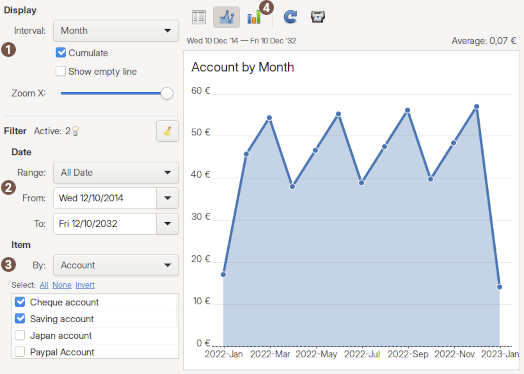 Display
Interval: Month
1
Cumulate
Show empty line
Zoom X:
Filter Active: 2
Date
Range: All Date
2
From: Wed 12/10/2014
To: Fri 12/10/2032
Item
3
By: Account
Select: All None Invert
Cheque account
Saving account
Japan account
Paypal Account
4
Wed 10 Dec '14 — Fri 10 Dec '32 Average: 0,07 €
Account by Month
60 €
50 €
40 €
30 €
20 €
10 €
0 €
2022-Jan 2022-Mar 2022-May 2022-Jul 2022-Sep 2022-Nov 2023-Jan